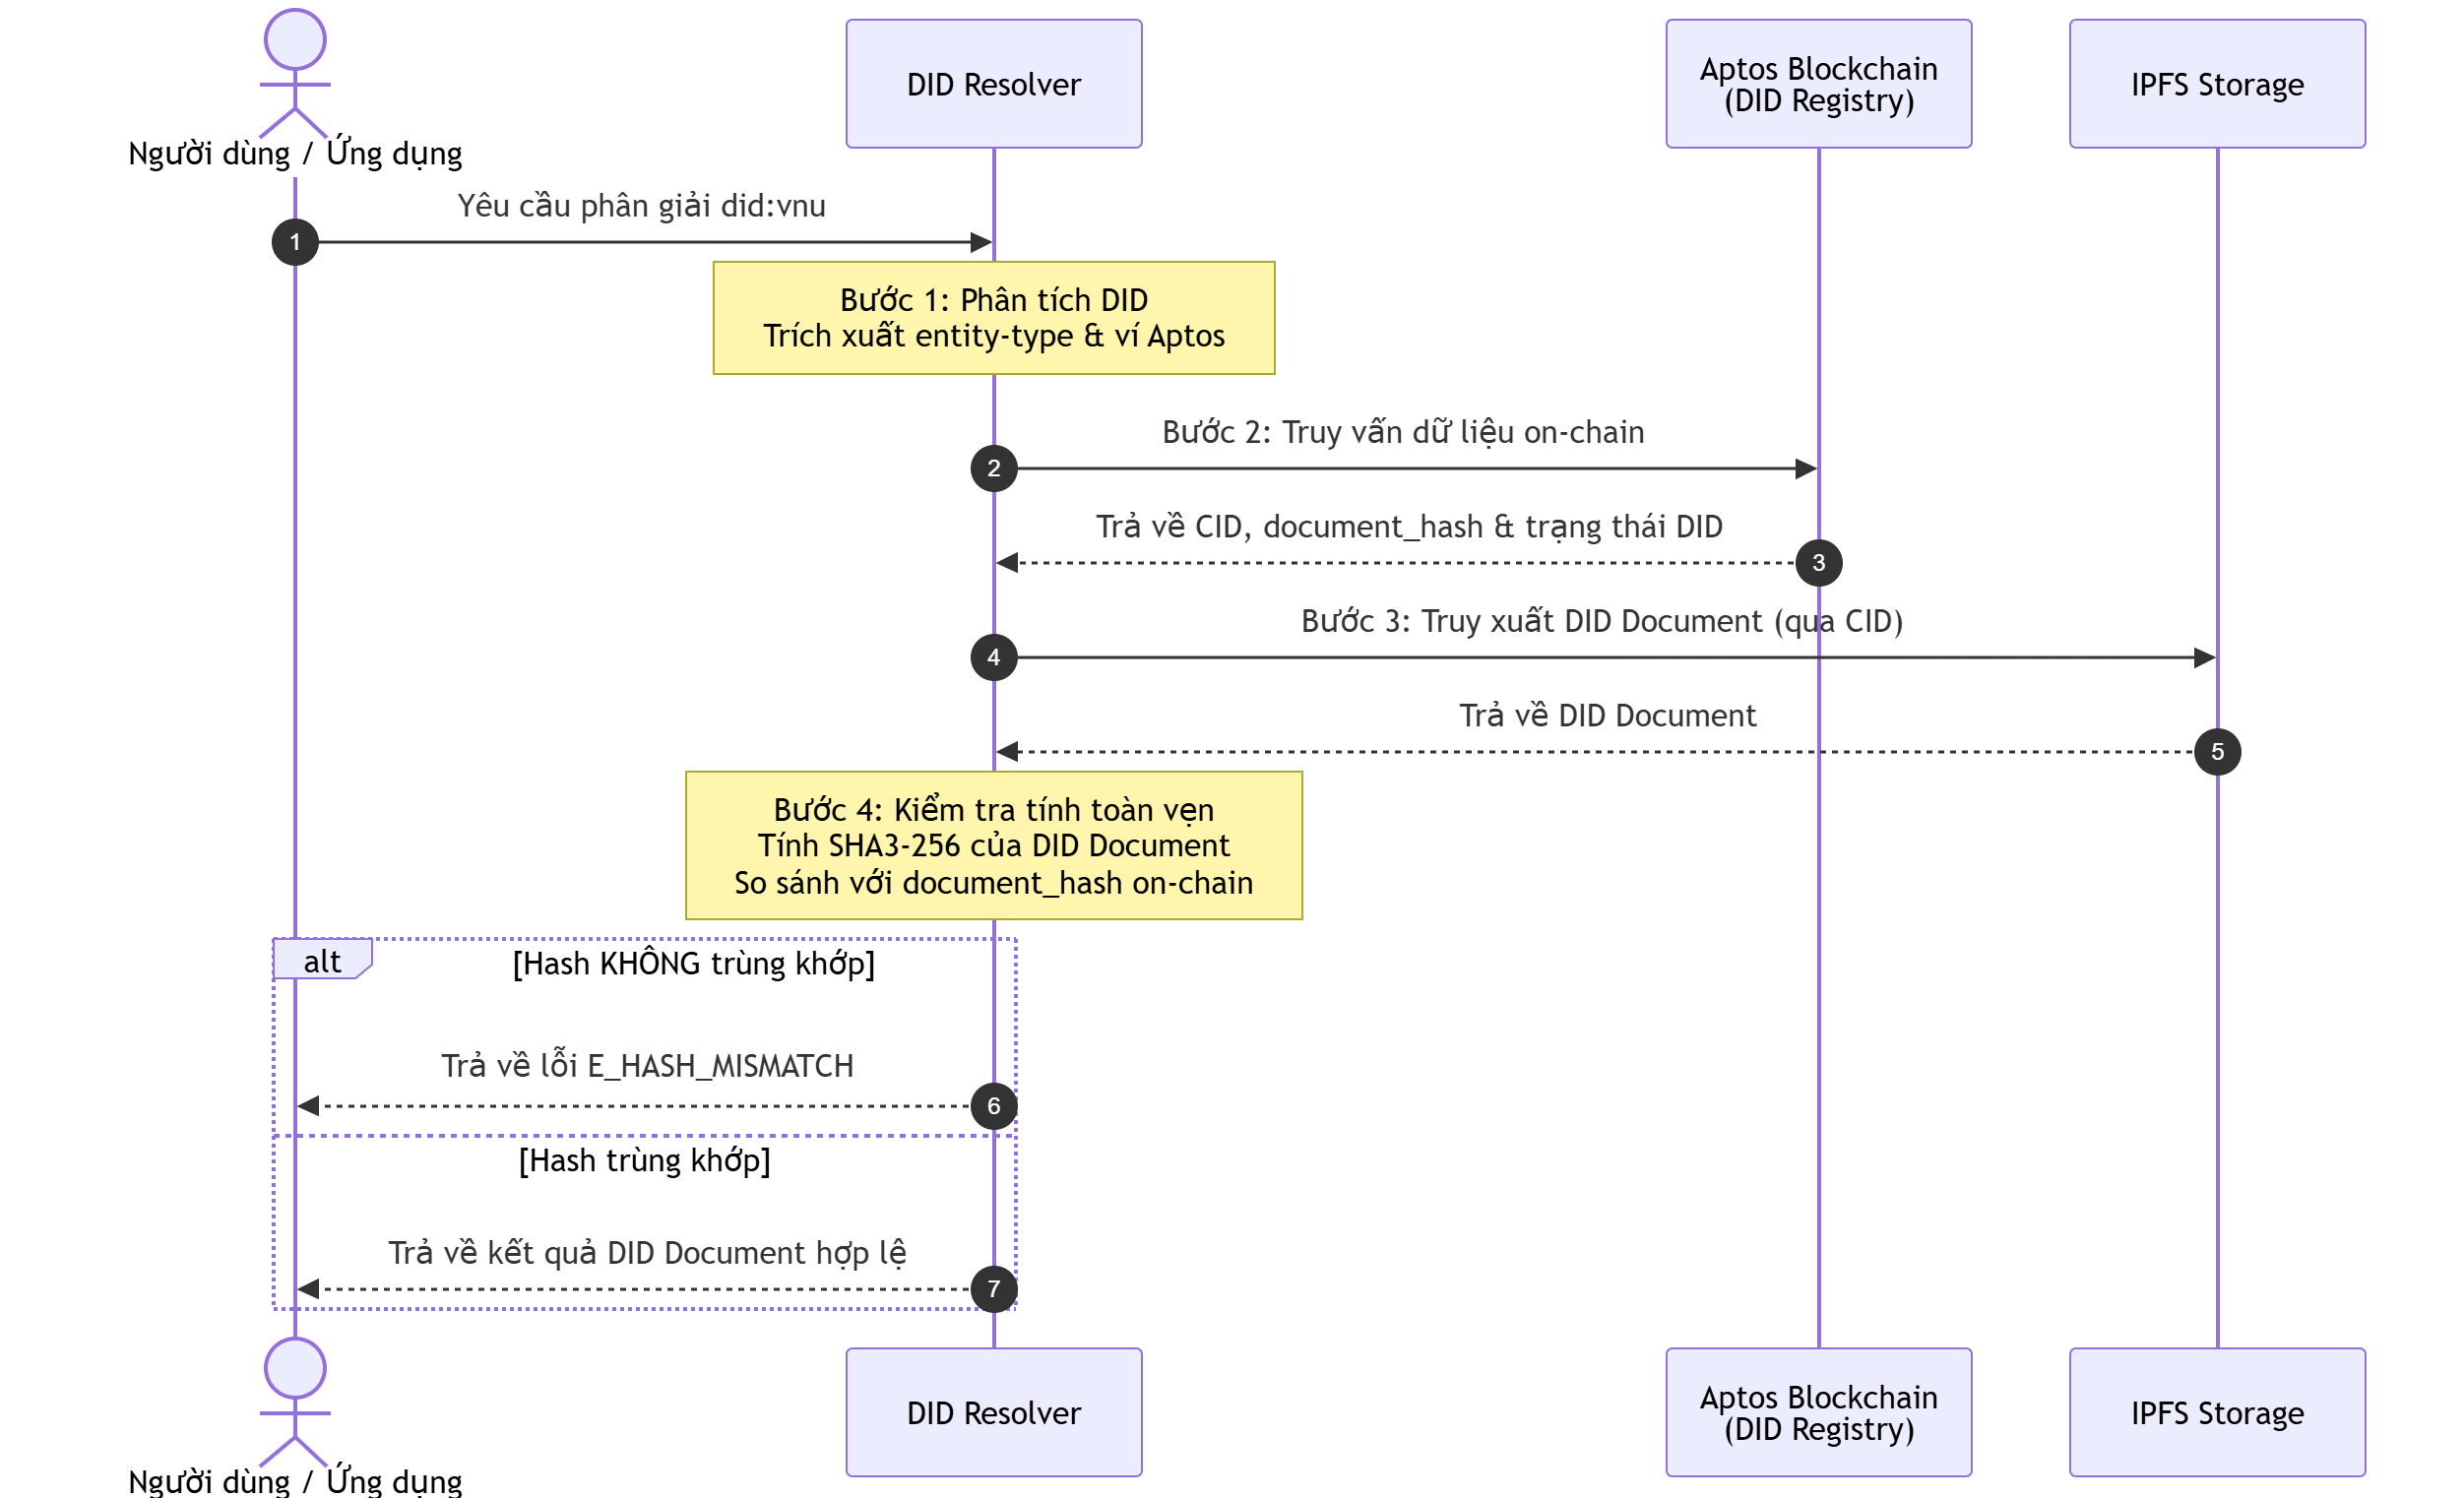 DID Resolver
Aptos Blockchain
(DID Registry)
IPFS Storage
Người dùng / Ứng dụng
Yêu cầu phân giải did:vnu
1
Bước 1: Phân tích DID
Trích xuất entity-type & ví Aptos
Bước 2: Truy vấn dữ liệu on-chain
2
Trả về CID, document_hash & trạng thái DID
3
Bước 3: Truy xuất DID Document (qua CID)
4
Trả về DID Document
5
Bước 4: Kiểm tra tính toàn vẹn
Tính SHA3-256 của DID Document
So sánh với document_hash on-chain
alt
[Hash KHÔNG trùng khớp]
Trả về lỗi E_HASH_MISMATCH
6
[Hash trùng khớp]
Trả về kết quả DID Document hợp lệ
7
DID Resolver
Aptos Blockchain
(DID Registry)
IPFS Storage
Người dùng / Ứng dụng